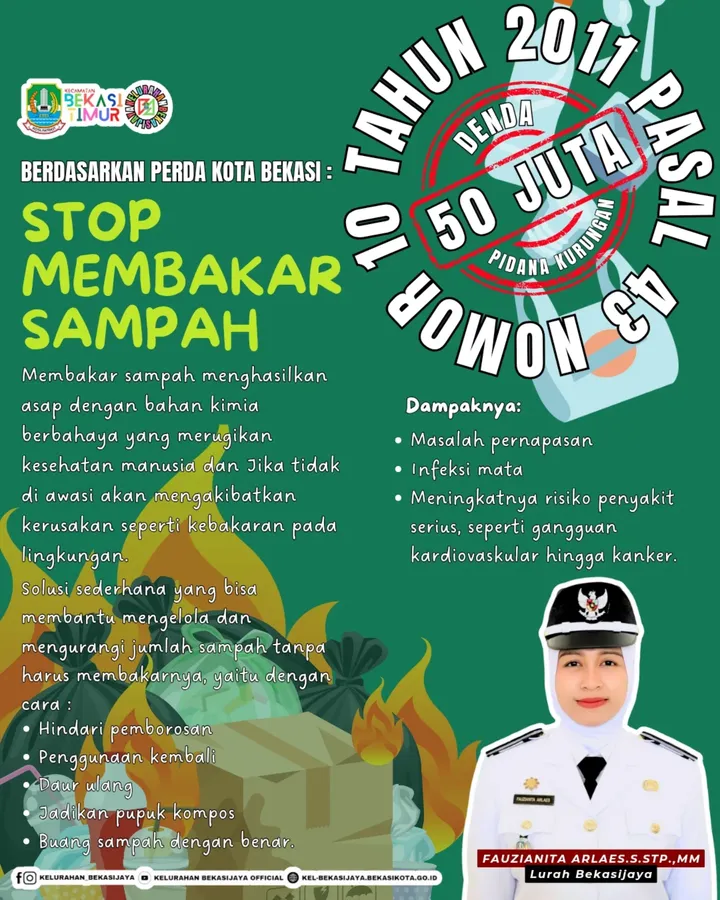 KECAMATAN
BEKASI
TIMUR
KELURAHAN
BEKASIJAYA
BERDASARKAN PERDA KOTA BEKASI :
NOMOR 10 TAHUN 2011 PASAL 43
DENDA
50 JUTA
PIDANA KURUNGAN
STOP
MEMBAKAR
SAMPAH
Membakar sampah menghasilkan
asap dengan bahan kimia
berbahaya yang merugikan
kesehatan manusia dan Jika tidak
di awasi akan mengakibatkan
kerusakan seperti kebakaran pada
lingkungan.
Solusi sederhana yang bisa
membantu mengelola dan
mengurangi jumlah sampah tanpa
harus membakarnya, yaitu dengan
cara :
• Hindari pemborosan
• Penggunaan kembali
• Daur ulang
• Jadikan pupuk kompos
• Buang sampah dengan benar.
Dampaknya:
• Masalah pernapasan
• Infeksi mata
• Meningkatnya risiko penyakit
serius, seperti gangguan
kardiovaskular hingga kanker.
FAUZIANITA ARLAES
FAUZIANITA ARLAES.S.STP.,MM
Lurah Bekasijaya
KELURAHAN_BEKASIJAYA
KELURAHAN BEKASIJAYA OFFICIAL
KEL-BEKASIJAYA.BEKASIKOTA.GO.ID